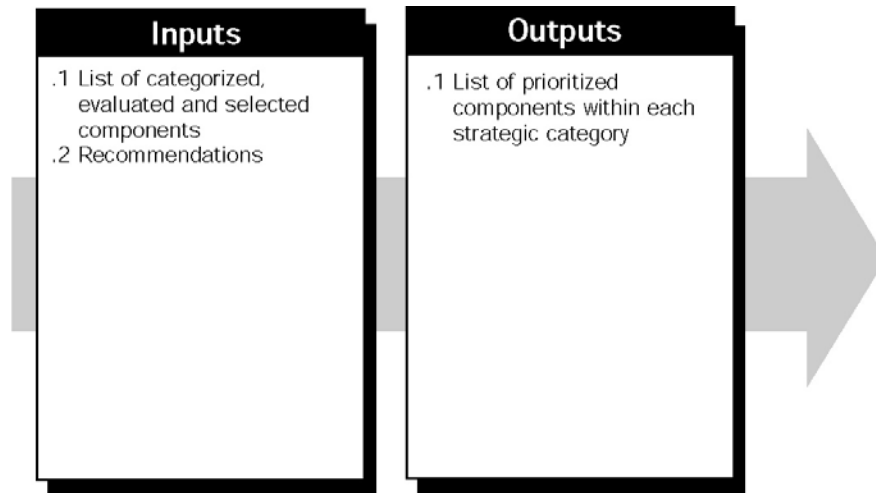 Inputs
.1 List of categorized,
evaluated and selected
components
.2 Recommendations
Outputs
.1 List of prioritized
components within each
strategic category